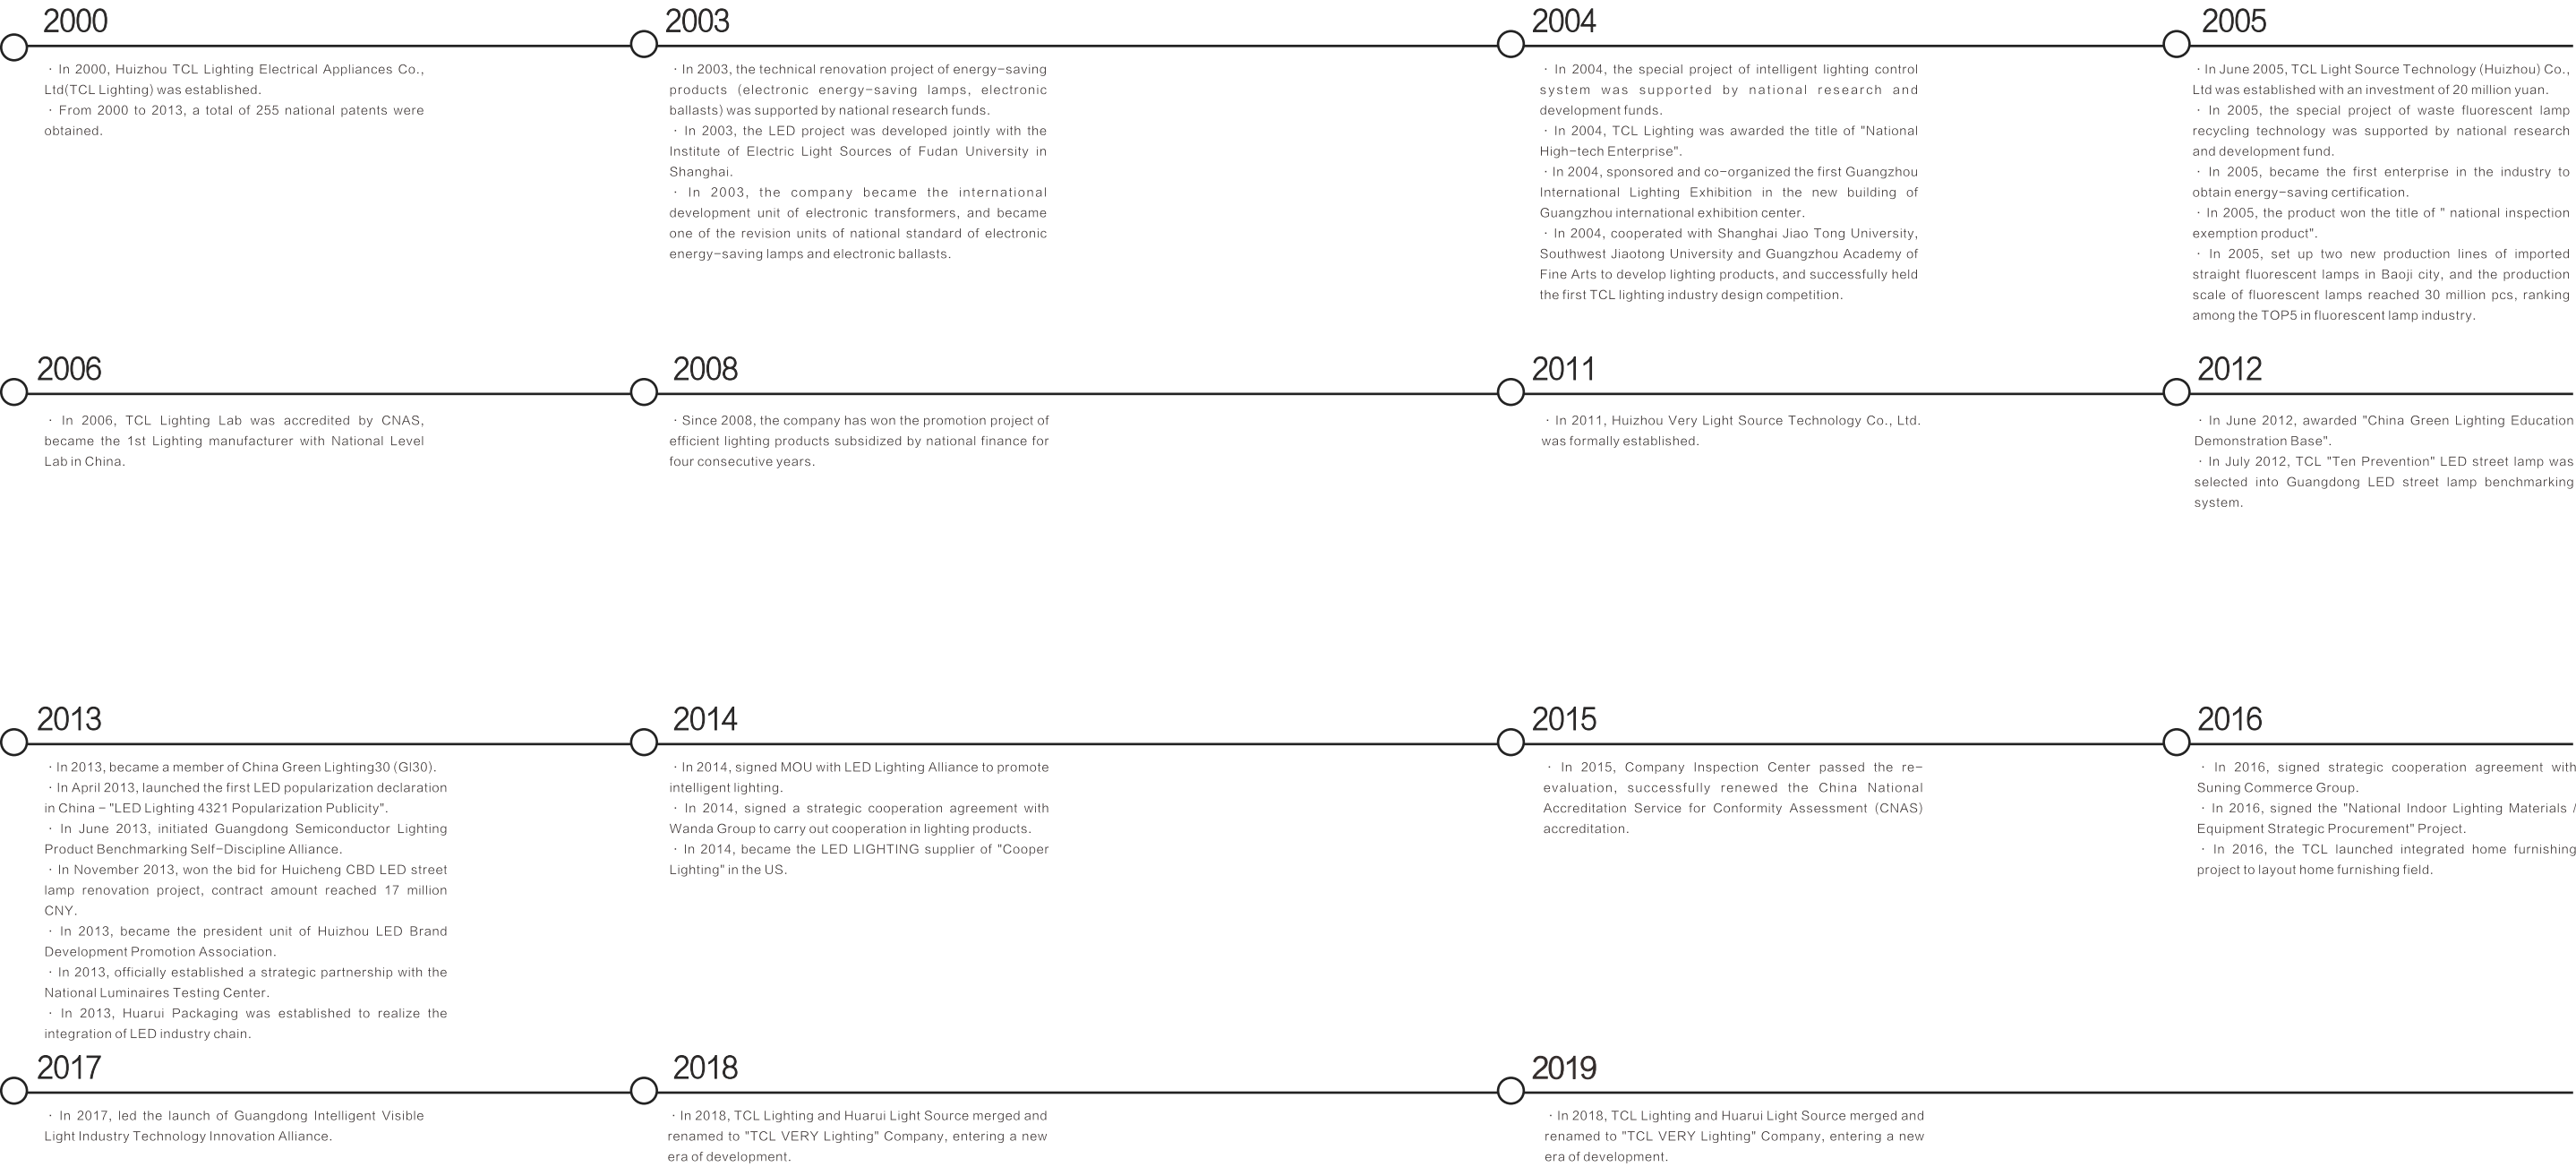 2000
· In 2000, Huizhou TCL Lighting Electrical Appliances Co.,
Ltd(TCL Lighting) was established.
· From 2000 to 2013, a total of 255 national patents were
obtained.
2003
· In 2003, the technical renovation project of energy-saving
products (electronic energy-saving lamps, electronic
ballasts) was supported by national research funds.
· In 2003, the LED project was developed jointly with the
Institute of Electric Light Sources of Fudan University in
Shanghai.
· In 2003, the company became the international
development unit of electronic transformers, and became
one of the revision units of national standard of electronic
energy-saving lamps and electronic ballasts.
2004
· In 2004, the special project of intelligent lighting control
system was supported by national research and
development funds.
· In 2004, TCL Lighting was awarded the title of "National
High-tech Enterprise".
· In 2004, sponsored and co-organized the first Guangzhou
International Lighting Exhibition in the new building of
Guangzhou international exhibition center.
· In 2004, cooperated with Shanghai Jiao Tong University,
Southwest Jiaotong University and Guangzhou Academy of
Fine Arts to develop lighting products, and successfully held
the first TCL lighting industry design competition.
2005
· In June 2005, TCL Light Source Technology (Huizhou) Co.,
Ltd was established with an investment of 20 million yuan.
· In 2005, the special project of waste fluorescent lamp
recycling technology was supported by national research
and development fund.
· In 2005, became the first enterprise in the industry to
obtain energy-saving certification.
· In 2005, the product won the title of " national inspection
exemption product".
· In 2005, set up two new production lines of imported
straight fluorescent lamps in Baoji city, and the production
scale of fluorescent lamps reached 30 million pcs, ranking
among the TOP5 in fluorescent lamp industry.
2006
· In 2006, TCL Lighting Lab was accredited by CNAS,
became the 1st Lighting manufacturer with National Level
Lab in China.
2008
· Since 2008, the company has won the promotion project of
efficient lighting products subsidized by national finance for
four consecutive years.
2011
· In 2011, Huizhou Very Light Source Technology Co., Ltd.
was formally established.
2012
· In June 2012, awarded "China Green Lighting Education
Demonstration Base".
· In July 2012, TCL "Ten Prevention" LED street lamp was
selected into Guangdong LED street lamp benchmarking
system.
2013
· In 2013, became a member of China Green Lighting30 (Gl30).
· In April 2013, launched the first LED popularization declaration
in China - "LED Lighting 4321 Popularization Publicity".
· In June 2013, initiated Guangdong Semiconductor Lighting
Product Benchmarking Self-Discipline Alliance.
· In November 2013, won the bid for Huicheng CBD LED street
lamp renovation project, contract amount reached 17 million
CNY.
· In 2013, became the president unit of Huizhou LED Brand
Development Promotion Association.
· In 2013, officially established a strategic partnership with the
National Luminaires Testing Center.
· In 2013, Huarui Packaging was established to realize the
integration of LED industry chain.
2014
· In 2014, signed MOU with LED Lighting Alliance to promote
intelligent lighting.
· In 2014, signed a strategic cooperation agreement with
Wanda Group to carry out cooperation in lighting products.
· In 2014, became the LED LIGHTING supplier of "Cooper
Lighting" in the US.
2015
· In 2015, Company Inspection Center passed the re-
evaluation, successfully renewed the China National
Accreditation Service for Conformity Assessment (CNAS)
accreditation.
2016
· In 2016, signed strategic cooperation agreement with
Suning Commerce Group.
· In 2016, signed the "National Indoor Lighting Materials /
Equipment Strategic Procurement" Project.
· In 2016, the TCL launched integrated home furnishing
project to layout home furnishing field.
2017
· In 2017, led the launch of Guangdong Intelligent Visible
Light Industry Technology Innovation Alliance.
2018
· In 2018, TCL Lighting and Huarui Light Source merged and
renamed to "TCL VERY Lighting" Company, entering a new
era of development.
2019
· In 2018, TCL Lighting and Huarui Light Source merged and
renamed to "TCL VERY Lighting" Company, entering a new
era of development.